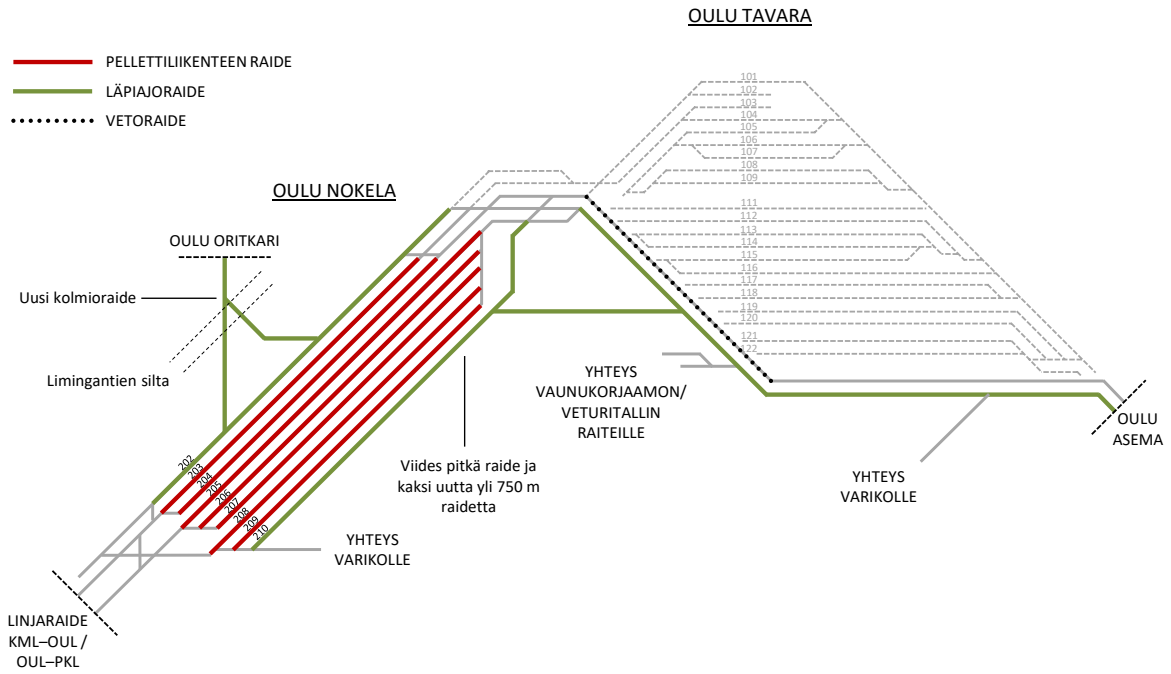 OULU TAVARA
PELLETTILIIKENTEEN RAIDE
LÄPIAJORAIDE
VETORAIDE
101
102
103
104
105
106
107
108
109
111
112
113
114
115
116
117
118
119
120
121
122
OULU NOKELA
OULU ORITKARI
Uusi kolmioraide
Limingantien silta
YHTEYS
VAUNUKORJAAMON/
VETURITALLIN
RAITEILLE
OULU
ASEMA
Viides pitkä raide ja
kaksi uutta yli 750 m
raidetta
YHTEYS
VARIKOLLE
202
203
204
205
206
207
208
209
210
YHTEYS
VARIKOLLE
LINJARAIDE
KML–OUL /
OUL–PKL